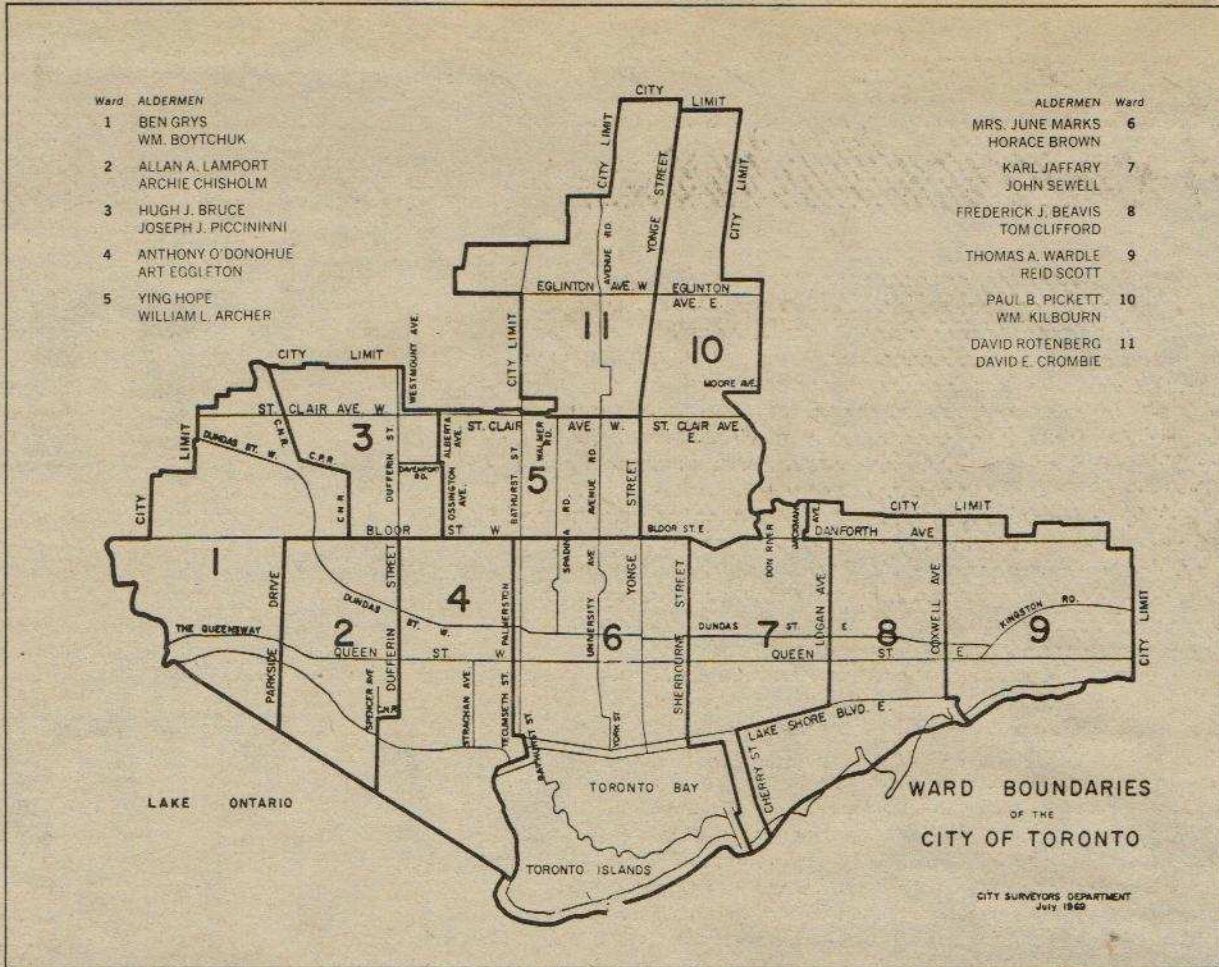 Ward ALDERMEN
1 BEN GRYS
WM. BOYTCHUK
2 ALLAN A. LAMPORT
ARCHIE CHISHOLM
3 HUGH J. BRUCE
JOSEPH J. PICCININNI
4 ANTHONY O'DONOHUE
ART EGGLETON
5 YING HOPE
WILLIAM L. ARCHER
ALDERMEN Ward
MRS. JUNE MARKS 6
HORACE BROWN
KARL JAFFARY 7
JOHN SEWELL
FREDERICK J. BEAVIS 8
TOM CLIFFORD
THOMAS A. WARDLE 9
REID SCOTT
PAUL B. PICKETT 10
WM. KILBOURN
DAVID ROTENBERG 11
DAVID E. CROMBIE
CITY LIMIT
CITY LIMIT
CITY LIMIT
YONGE STREET
AVENUE RD.
EGLINTON AVE. W.
EGLINTON AVE. E.
11
10
MOORE AVE.
CITY LIMIT
WESTMOUNT AVE.
CITY LIMIT
ST. CLAIR AVE. W.
ST. CLAIR AVE W.
ST. CLAIR AVE. E.
CITY LIMIT
DUNDAS ST. W.
C.N.R.
C.P.R.
C.N.R.
3
DUFFERIN ST.
DAVENPORT RD.
ALBERTA AVE.
OSSINGTON AVE.
BATHURST ST
5
WALMER RD.
SPADINA RD.
AVENUE RD
YONGE STREET
BLOOR ST W
BLOOR ST. E
DON RIVER
JACKMAN AVE.
CITY LIMIT
DANFORTH AVE
1
PARKSIDE DRIVE
2
DUFFERIN STREET
DUNDAS ST. W.
4
PALMERSTON
UNIVERSITY AVE
6
SHERBOURNE STREET
DUNDAS ST. E.
7
LOGAN AVE
8
COXWELL AVE
KINGSTON RD.
9
CITY LIMIT
THE QUEENSWAY
QUEEN ST W
QUEEN ST E
SPENCER AVE
C.N.R.
STRACHAN AVE
TECUMSETH ST.
BATHURST ST
YORK ST
LAKE SHORE BLVD. E.
CHERRY ST
TORONTO BAY
TORONTO ISLANDS
LAKE ONTARIO
WARD BOUNDARIES
OF THE
CITY OF TORONTO
CITY SURVEYORS DEPARTMENT
July 1969